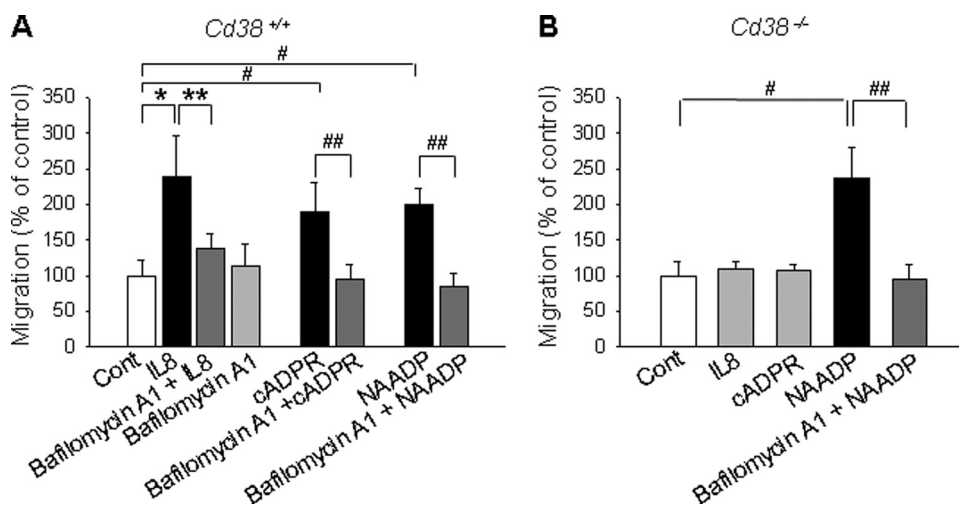 A
Cd38 +/+
#
#
* **
##
##
Migration (% of control)
350
300
250
200
150
100
50
0
Cont
IL8
Bafilomycin A1 + IL8
Bafilomycin A1
cADPR
Bafilomycin A1 +cADPR
NAADP
Bafilomycin A1 + NAADP
B
Cd38 -/-
#
##
Migration (% of control)
350
300
250
200
150
100
50
0
Cont
IL8
cADPR
NAADP
Bafilomycin A1 + NAADP